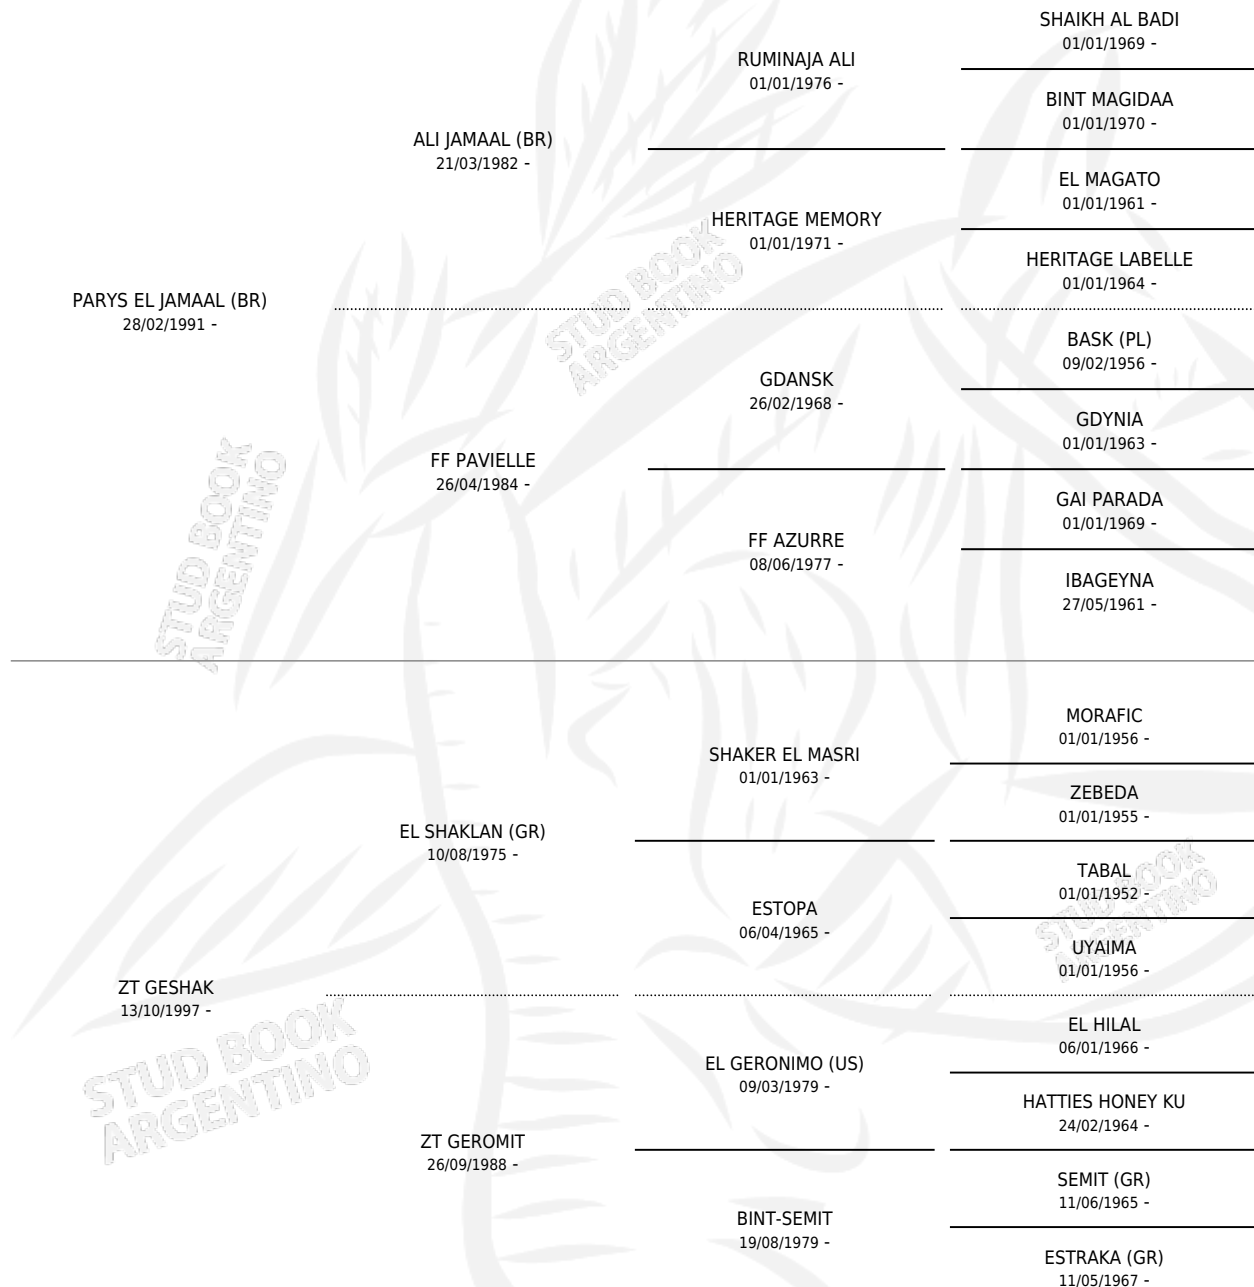 SHAIKH AL BADI
01/01/1969 -
RUMINAJA ALI
01/01/1976 -
BINT MAGIDAA
01/01/1970 -
ALI JAMAAL (BR)
21/03/1982 -
EL MAGATO
01/01/1961 -
HERITAGE MEMORY
01/01/1971 -
HERITAGE LABELLE
01/01/1964 -
PARYS EL JAMAAL (BR)
28/02/1991 -
BASK (PL)
09/02/1956 -
GDANSK
26/02/1968 -
GDYNIA
01/01/1963 -
FF PAVIELLE
26/04/1984 -
GAI PARADA
01/01/1969 -
FF AZURRE
08/06/1977 -
IBAGEYNA
27/05/1961 -
MORAFIC
01/01/1956 -
SHAKER EL MASRI
01/01/1963 -
ZEBEDA
01/01/1955 -
EL SHAKLAN (GR)
10/08/1975 -
TABAL
01/01/1952 -
ESTOPA
06/04/1965 -
UYAIMA
01/01/1956 -
ZT GESHAK
13/10/1997 -
EL HILAL
06/01/1966 -
EL GERONIMO (US)
09/03/1979 -
HATTIES HONEY KU
24/02/1964 -
ZT GEROMIT
26/09/1988 -
SEMIT (GR)
11/06/1965 -
BINT-SEMIT
19/08/1979 -
ESTRAKA (GR)
11/05/1967 -
STUD BOOK
ARGENTINO
STUD BOOK
ARGENTINO
STUD BOOK
ARGENTINO
STUD BOOK
ARGENTINO